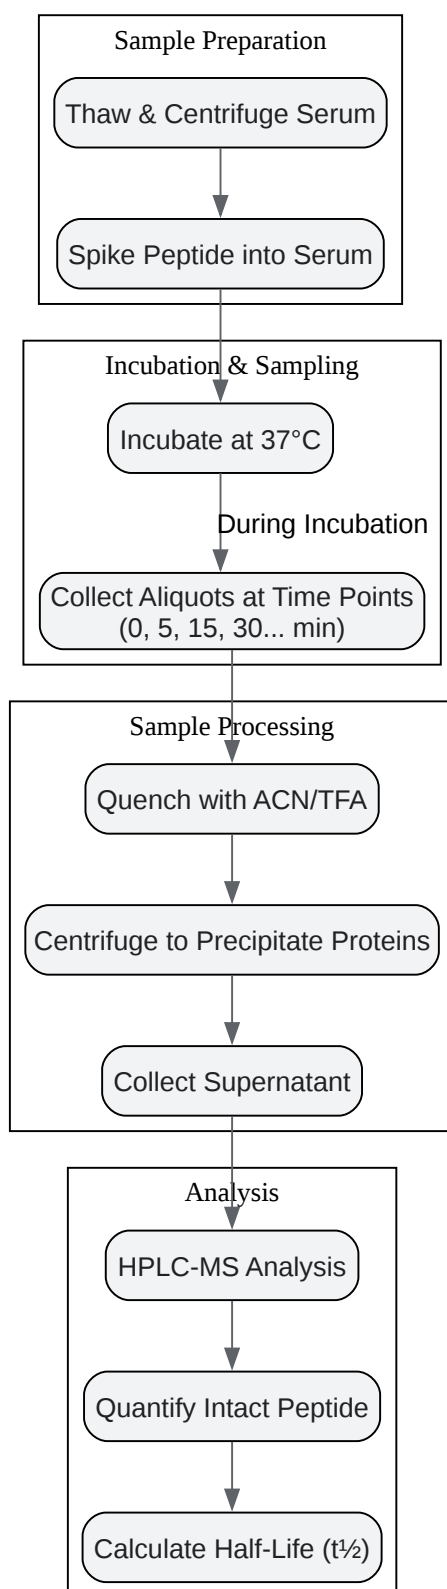 Sample Preparation
Thaw & Centrifuge Serum
Spike Peptide into Serum
Incubation & Sampling
Incubate at 37°C
During Incubation
Collect Aliquots at Time Points
(0, 5, 15, 30... min)
Sample Processing
Quench with ACN/TFA
Centrifuge to Precipitate Proteins
Collect Supernatant
Analysis
HPLC-MS Analysis
Quantify Intact Peptide
Calculate Half-Life (t½)